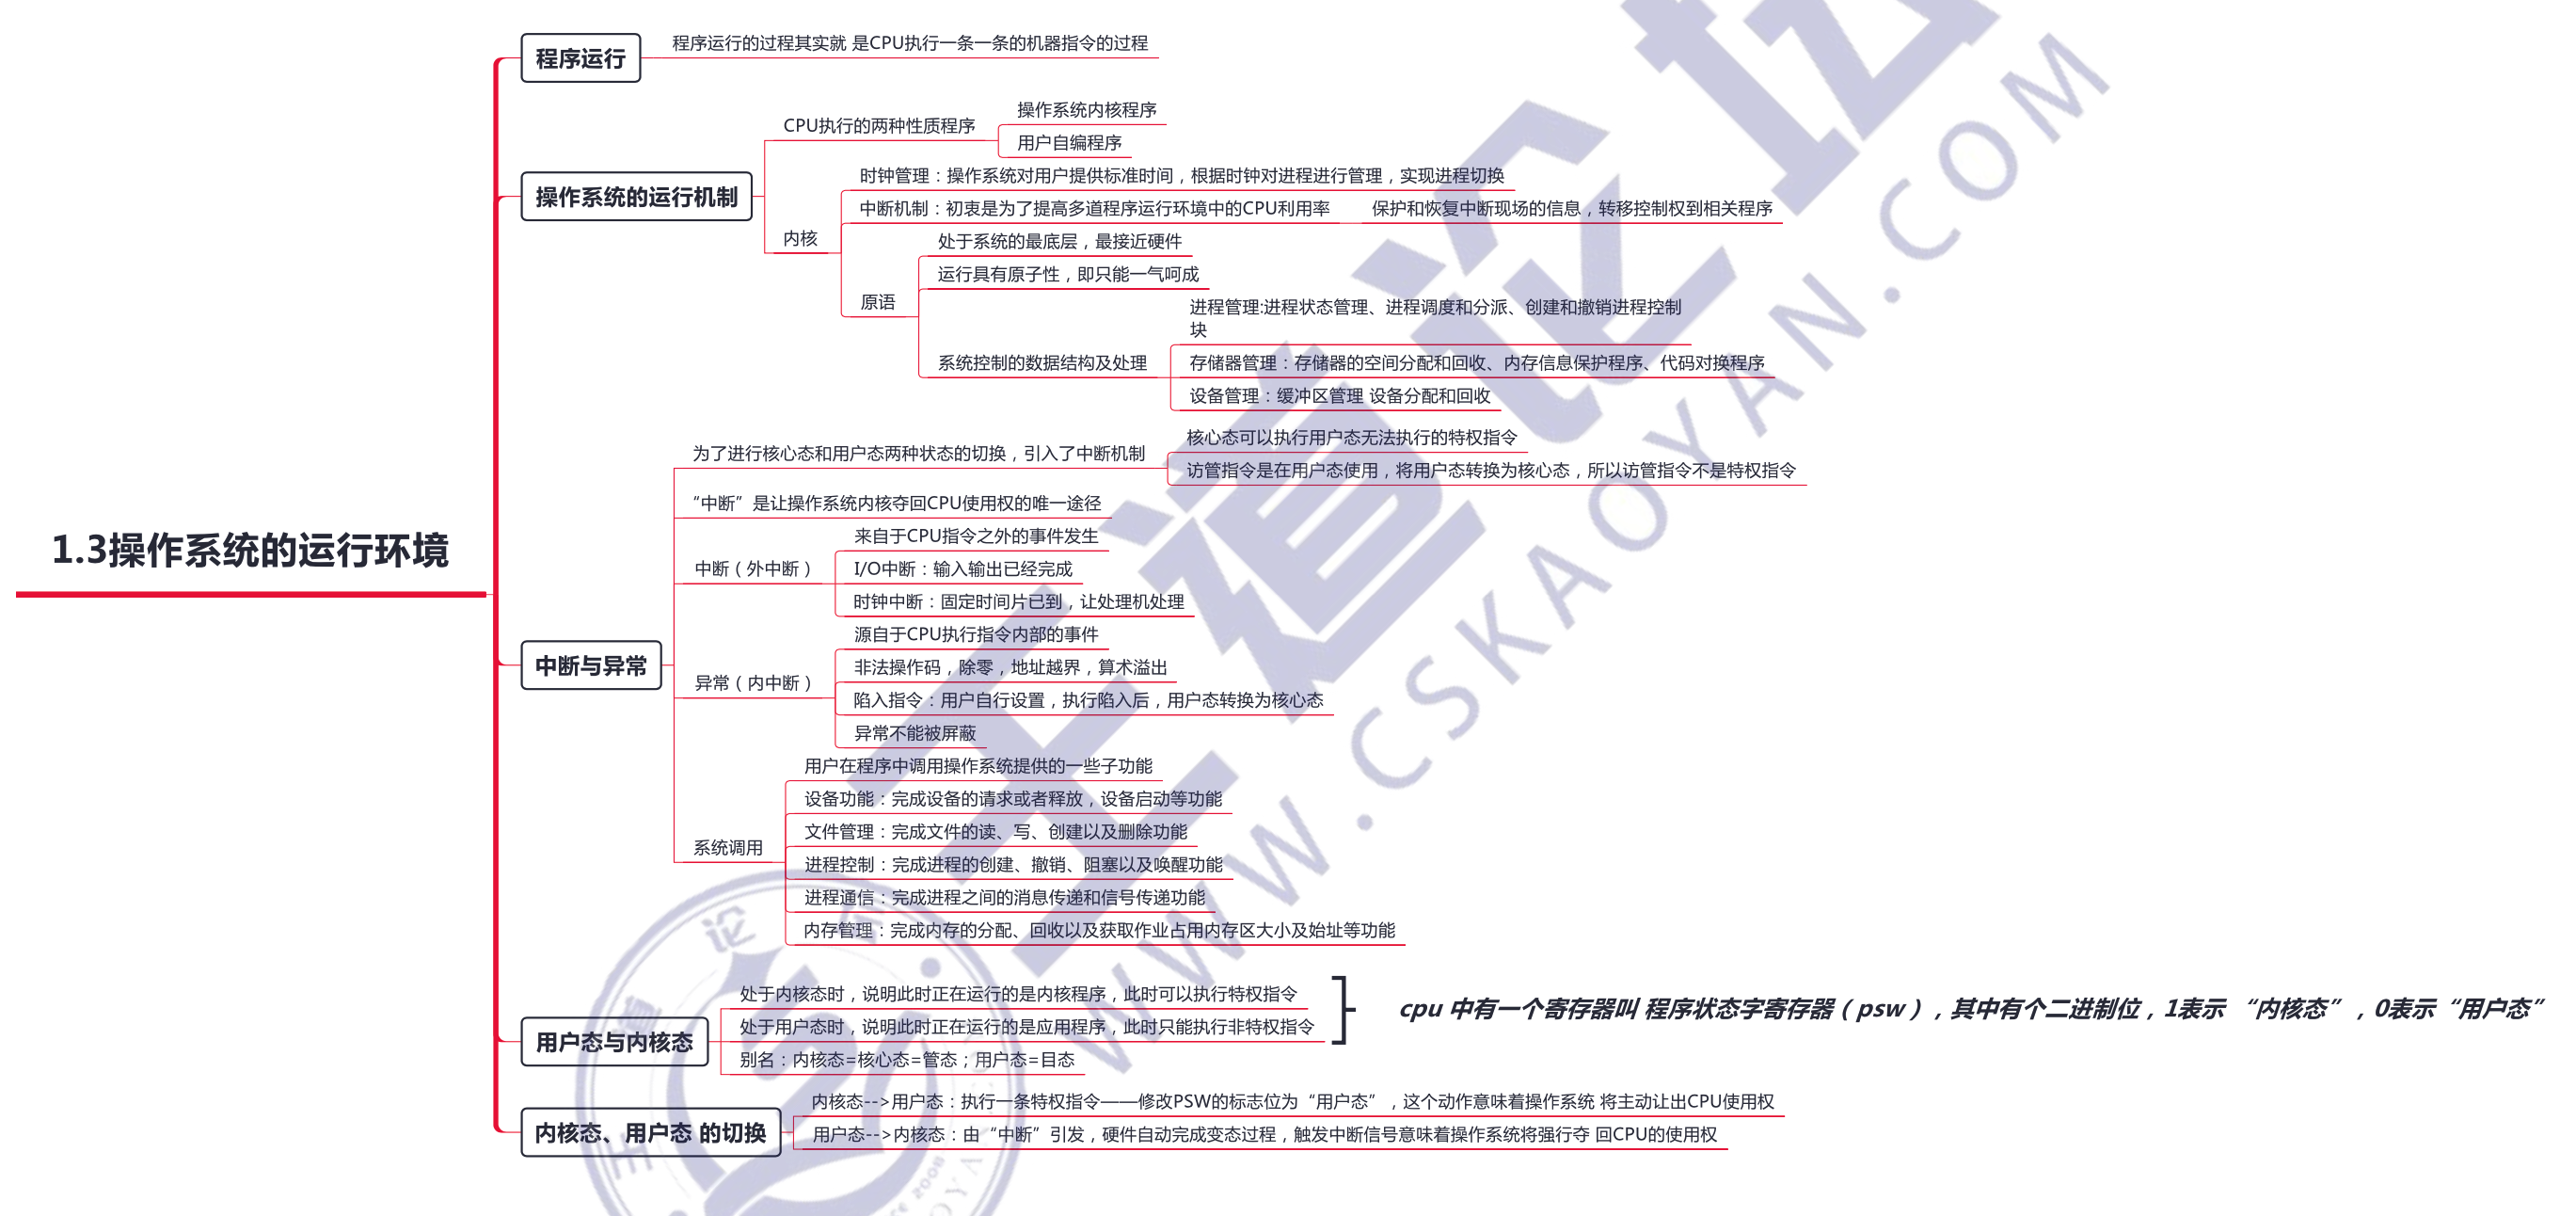 1.3操作系统的运行环境
程序运行
程序运行的过程其实就 是CPU执行一条一条的机器指令的过程
操作系统的运行机制
CPU执行的两种性质程序
操作系统内核程序
用户自编程序
内核
时钟管理：操作系统对用户提供标准时间，根据时钟对进程进行管理，实现进程切换
中断机制：初衷是为了提高多道程序运行环境中的CPU利用率
保护和恢复中断现场的信息，转移控制权到相关程序
原语
处于系统的最底层，最接近硬件
运行具有原子性，即只能一气呵成
系统控制的数据结构及处理
进程管理:进程状态管理、进程调度和分派、创建和撤销进程控制
块
存储器管理：存储器的空间分配和回收、内存信息保护程序、代码对换程序
设备管理：缓冲区管理 设备分配和回收
中断与异常
为了进行核心态和用户态两种状态的切换，引入了中断机制
核心态可以执行用户态无法执行的特权指令
访管指令是在用户态使用，将用户态转换为核心态，所以访管指令不是特权指令
“中断”是让操作系统内核夺回CPU使用权的唯一途径
中断（外中断）
来自于CPU指令之外的事件发生
I/O中断：输入输出已经完成
时钟中断：固定时间片已到，让处理机处理
异常（内中断）
源自于CPU执行指令内部的事件
非法操作码，除零，地址越界，算术溢出
陷入指令：用户自行设置，执行陷入后，用户态转换为核心态
异常不能被屏蔽
系统调用
用户在程序中调用操作系统提供的一些子功能
设备功能：完成设备的请求或者释放，设备启动等功能
文件管理：完成文件的读、写、创建以及删除功能
进程控制：完成进程的创建、撤销、阻塞以及唤醒功能
进程通信：完成进程之间的消息传递和信号传递功能
内存管理：完成内存的分配、回收以及获取作业占用内存区大小及始址等功能
用户态与内核态
处于内核态时，说明此时正在运行的是内核程序，此时可以执行特权指令
处于用户态时，说明此时正在运行的是应用程序，此时只能执行非特权指令
别名：内核态=核心态=管态；用户态=目态
cpu 中有一个寄存器叫 程序状态字寄存器（psw），其中有个二进制位，1表示 “内核态”，0表示“用户态”
内核态、用户态 的切换
内核态-->用户态：执行一条特权指令——修改PSW的标志位为“用户态”，这个动作意味着操作系统 将主动让出CPU使用权
用户态-->内核态：由“中断”引发，硬件自动完成变态过程，触发中断信号意味着操作系统将强行夺 回CPU的使用权
王道论坛
WWW.CSKAOYAN.COM